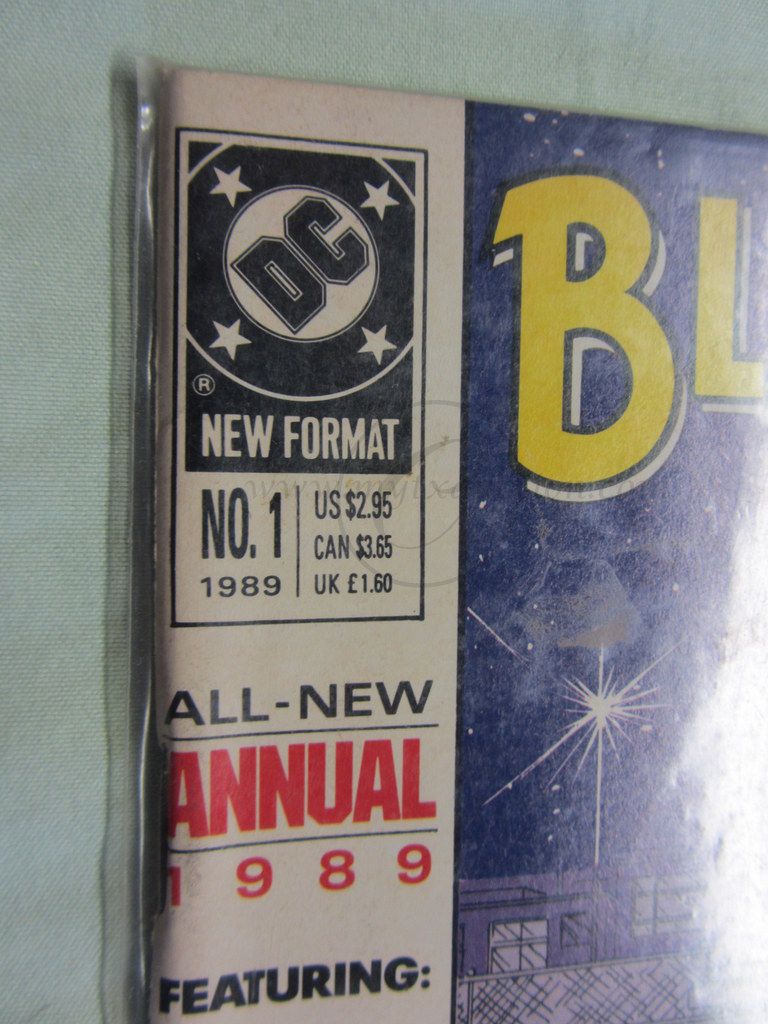 DC
®
NEW FORMAT
NO. 1
1989
US $2.95
CAN $3.65
UK £1.60
BL
ALL-NEW
ANNUAL
1989
FEATURING: